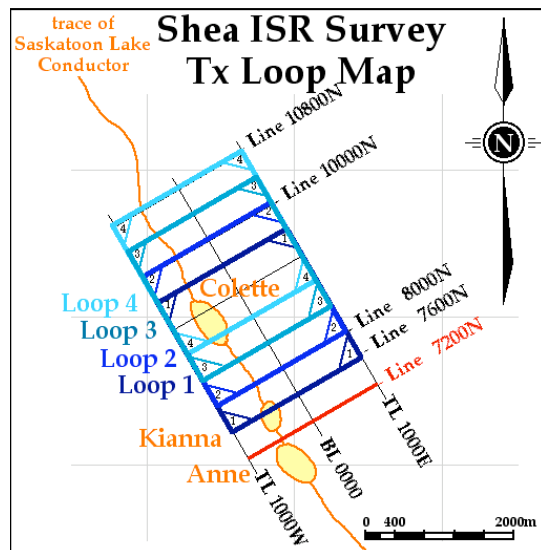 trace of
Saskatoon Lake
Conductor
Shea ISR Survey
Tx Loop Map
N
Line 10800N
Line 10000N
4
3
4
2
3
1
2
1
Colette
4
3
Loop 4
Loop 3
Loop 2
Loop 1
Line 8000N
Line 7600N
Line 7200N
4
3
2
2
1
1
Kianna
Anne
TL 1000W
BL 0000
TL 1000E
0 400 2000m